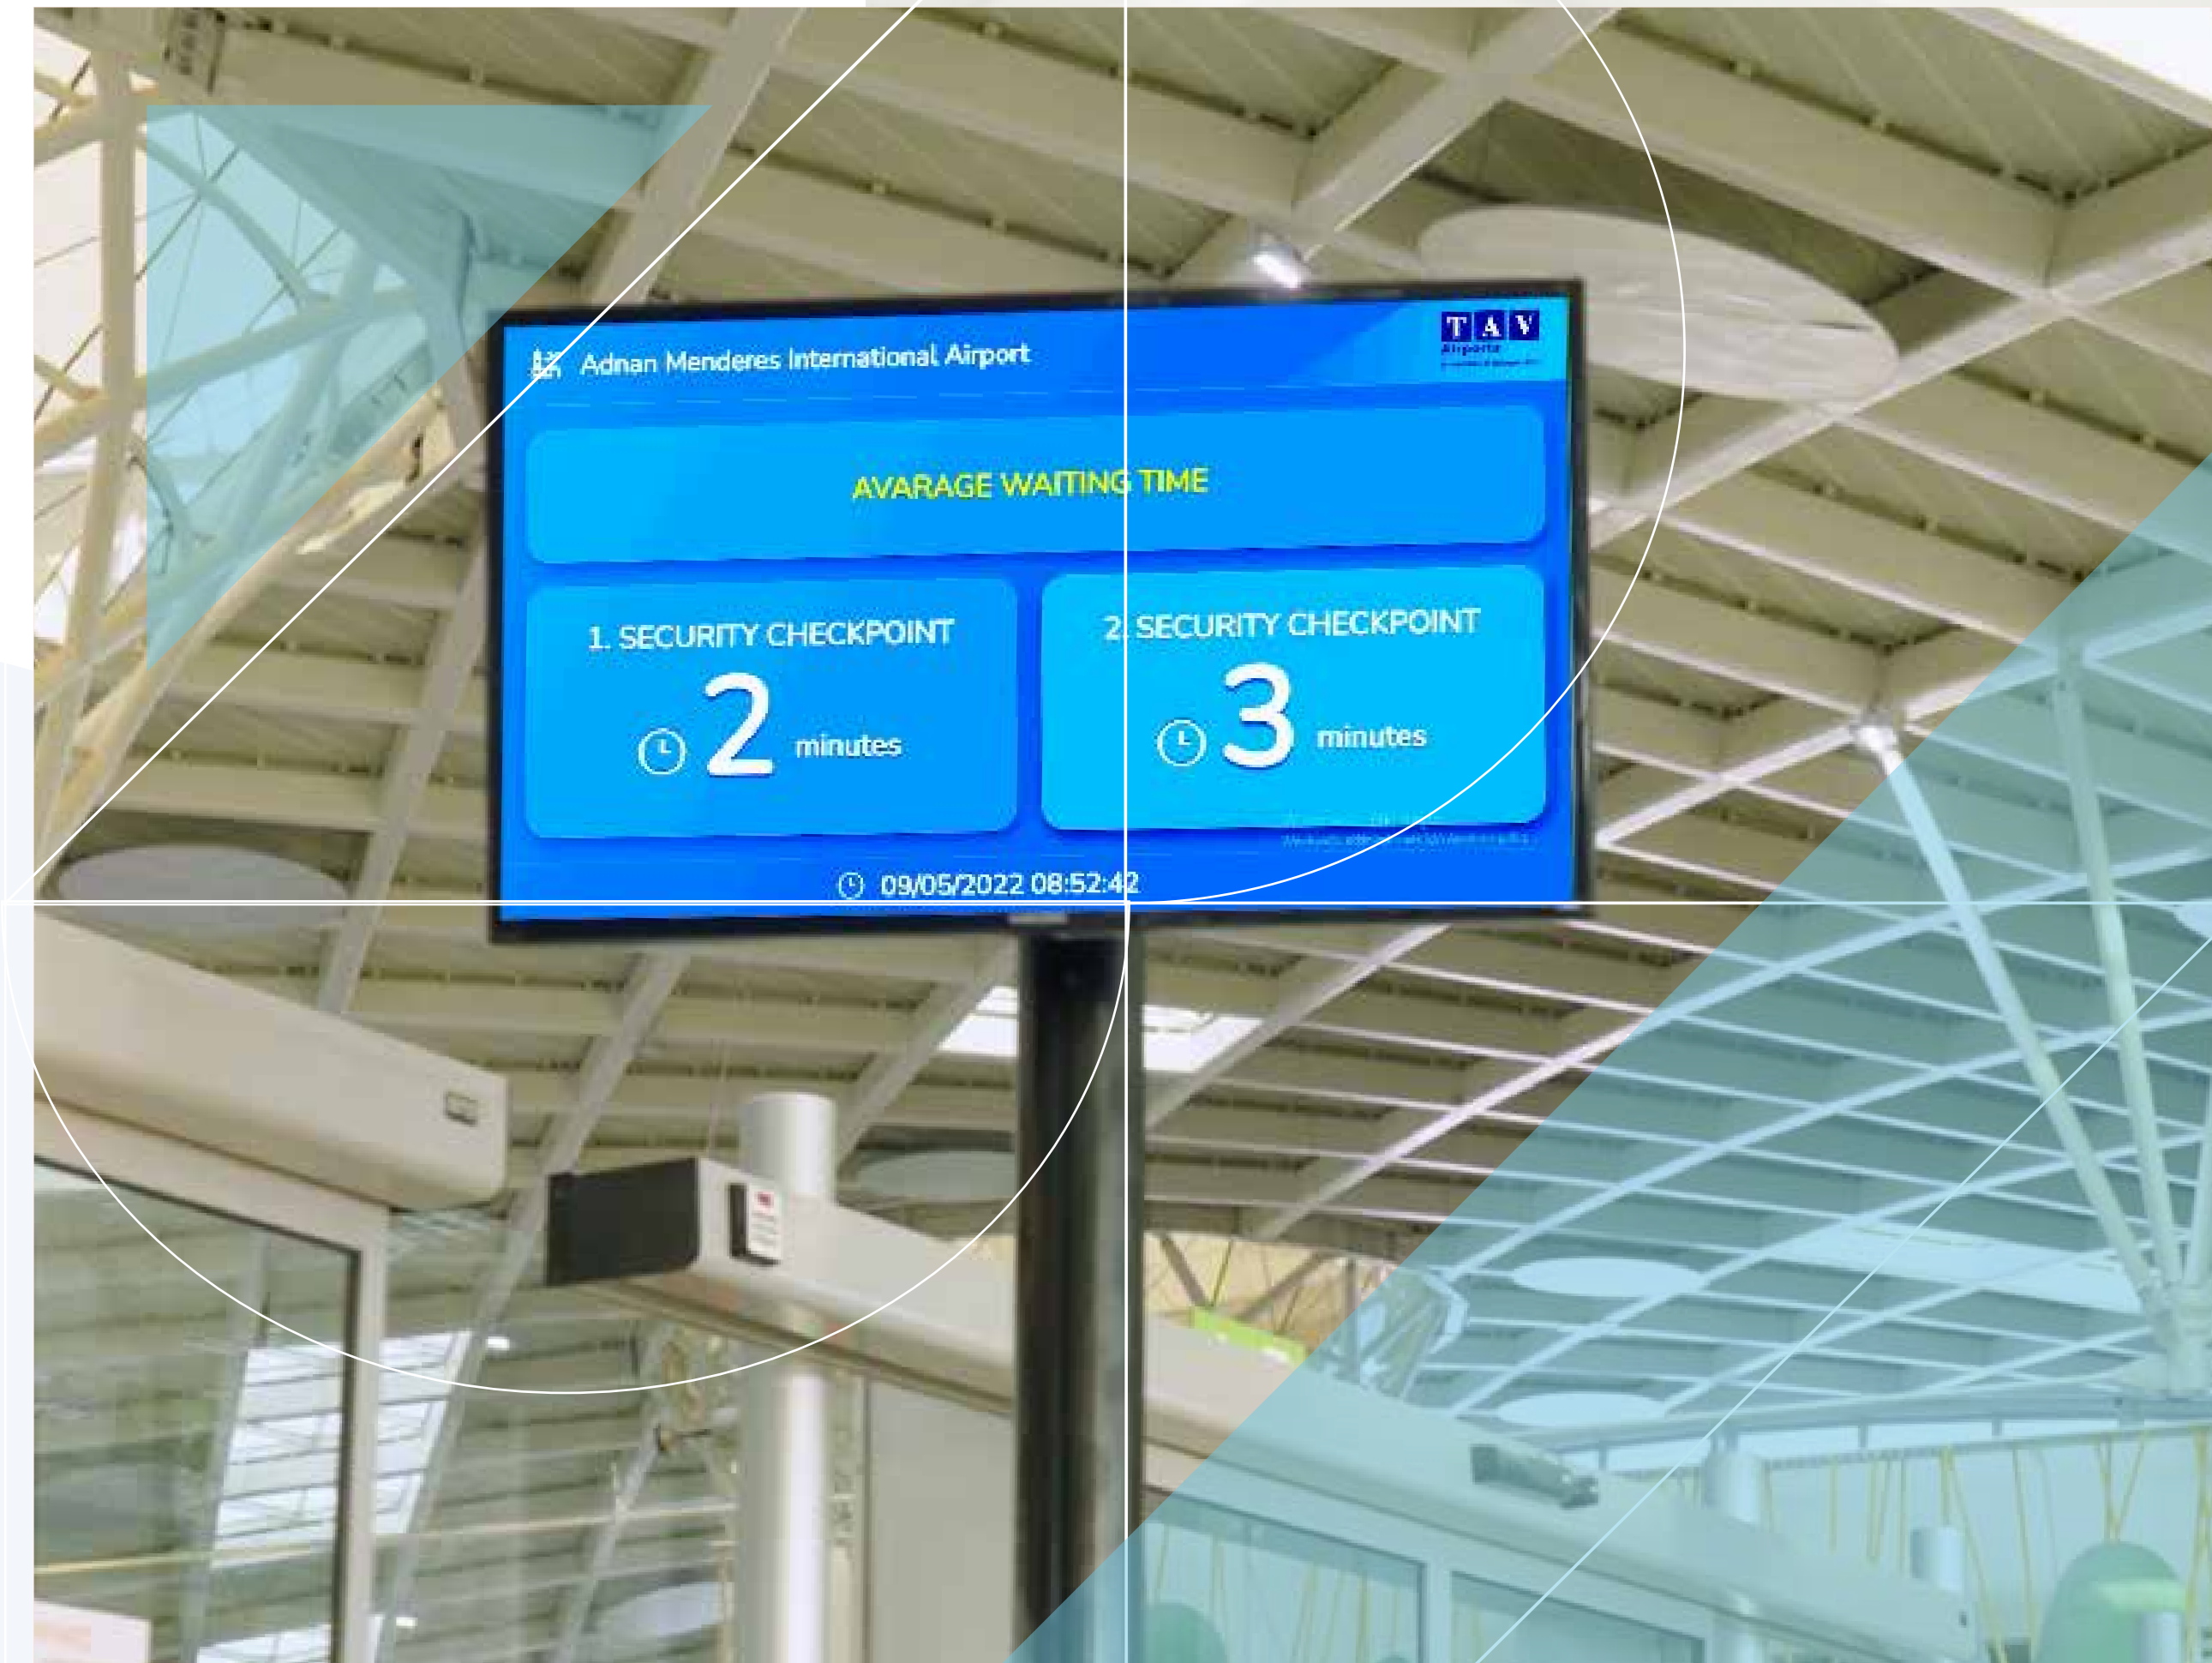 Adnan Menderes International Airport
TAV
Airports
AVARAGE WAITING TIME
1. SECURITY CHECKPOINT
2 minutes
2. SECURITY CHECKPOINT
3 minutes
09/05/2022 08:52:42